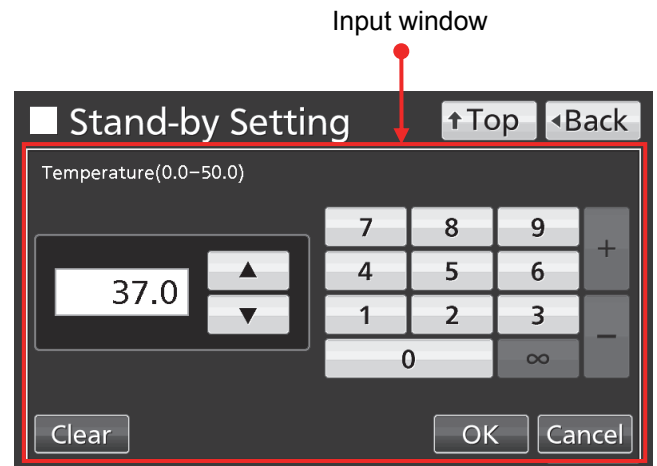 Input window
Stand-by Setting
↑Top
◂Back
Temperature(0.0–50.0)
7 8 9 +
37.0 ▲ 4 5 6
▼ 1 2 3 −
0 ∞
Clear OK Cancel